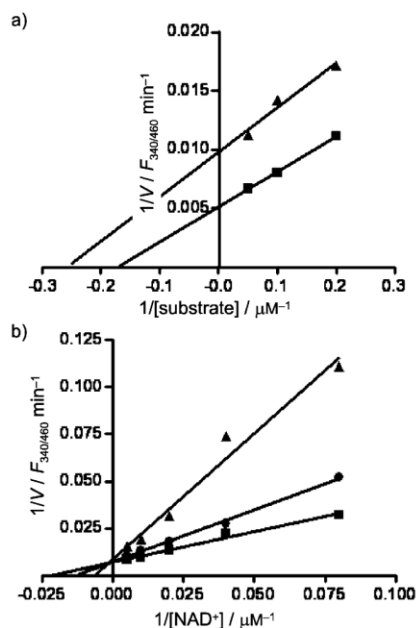 a)
0.020
0.015
0.010
0.005
1/V / F340/460 min−1
-0.3 -0.2 -0.1 0.0 0.1 0.2 0.3
1/[substrate] / μM−1
b)
0.125
0.100
0.075
0.050
0.025
1/V / F340/460 min−1
-0.025 0.000 0.025 0.050 0.075 0.100
1/[NAD+] / μM−1